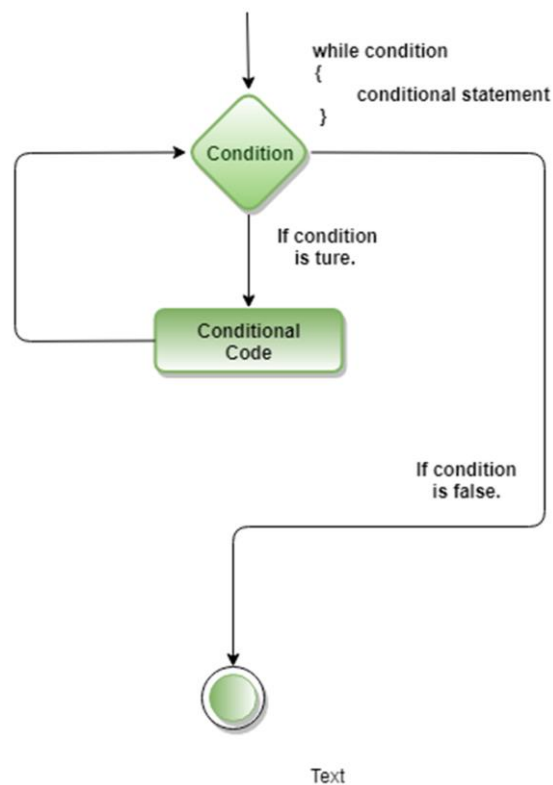 while condition
{
conditional statement
}
Condition
If condition
is ture.
Conditional
Code
If condition
is false.
Text